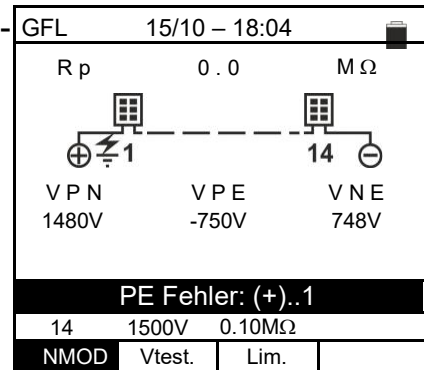 GFL 15/10 – 18:04
R p 0 . 0 M Ω
1 14
V P N V P E V N E
1480V -750V 748V
PE Fehler: (+)..1
14 1500V 0.10MΩ
NMOD Vtest. Lim.